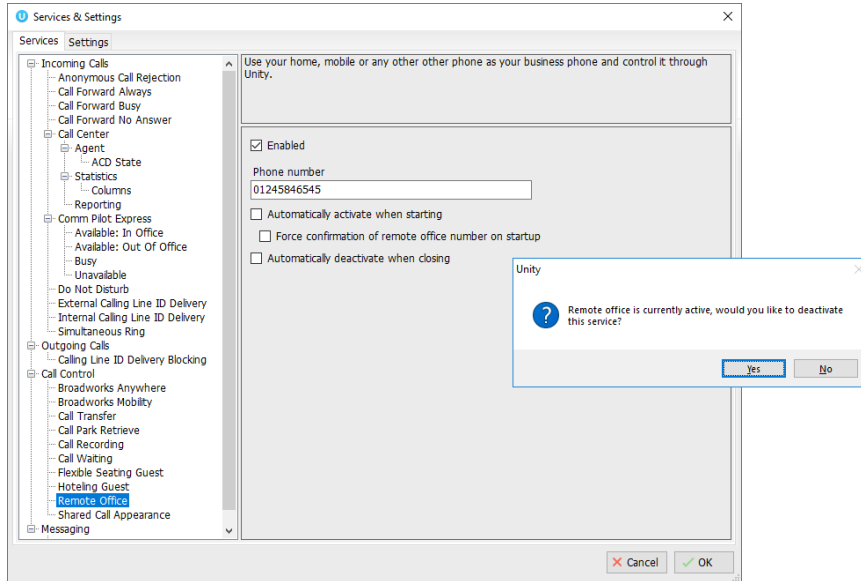 Services & Settings
Services Settings
Incoming Calls
Anonymous Call Rejection
Call Forward Always
Call Forward Busy
Call Forward No Answer
Call Center
Agent
ACD State
Statistics
Columns
Reporting
Comm Pilot Express
Available: In Office
Available: Out Of Office
Busy
Unavailable
Do Not Disturb
External Calling Line ID Delivery
Internal Calling Line ID Delivery
Simultaneous Ring
Outgoing Calls
Calling Line ID Delivery Blocking
Call Control
Broadworks Anywhere
Broadworks Mobility
Call Transfer
Call Park Retrieve
Call Recording
Call Waiting
Flexible Seating Guest
Hoteling Guest
Remote Office
Shared Call Appearance
Messaging
Use your home, mobile or any other other phone as your business phone and control it through
Unity.
Enabled
Phone number
01245846545
Automatically activate when starting
Force confirmation of remote office number on startup
Automatically deactivate when closing
Unity
Remote office is currently active, would you like to deactivate
this service?
Yes No
Cancel OK